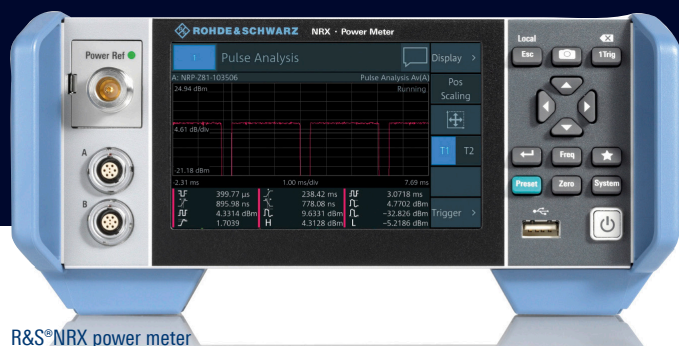 ROHDE&SCHWARZ NRX · Power Meter
Power Ref
A
B
1 Pulse Analysis
Display >
A: NRP-Z81-103506 Pulse Analysis Av(A)
24.94 dBm Running
4.61 dB/div
-21.18 dBm
-2.31 ms 1.00 ms/div 7.69 ms
399.77 µs 238.42 ms 3.0718 ms
895.98 ns 778.08 ns 4.7702 dBm
4.3314 dBm 9.6331 dBm -32.826 dBm
1.7039 H 4.3128 dBm L -5.2186 dBm
Pos
Scaling
T1 T2
Trigger >
Local
Esc 1Trig
Freq
Preset Zero System
R&S®NRX power meter